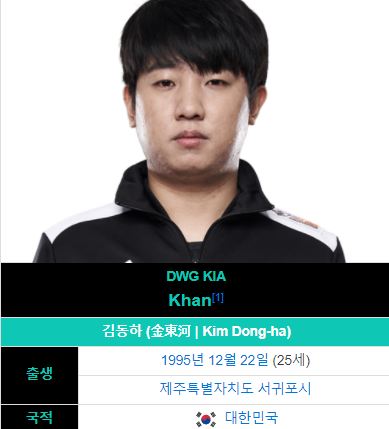 DWG KIA
Khan[1]
김동하 (金東河 | Kim Dong-ha)
출생
1995년 12월 22일 (25세)
제주특별자치도 서귀포시
국적
대한민국